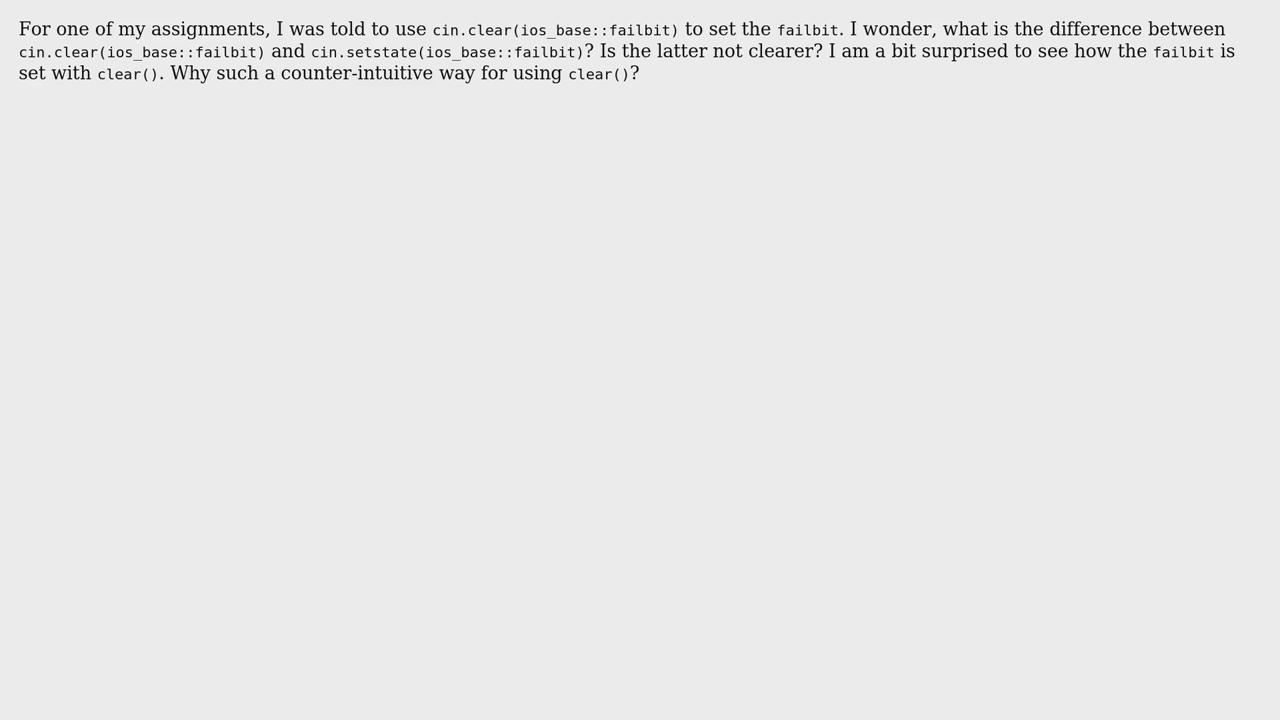 For one of my assignments, I was told to use cin.clear(ios_base::failbit) to set the failbit. I wonder, what is the difference between
cin.clear(ios_base::failbit) and cin.setstate(ios_base::failbit)? Is the latter not clearer? I am a bit surprised to see how the failbit is
set with clear(). Why such a counter-intuitive way for using clear()?